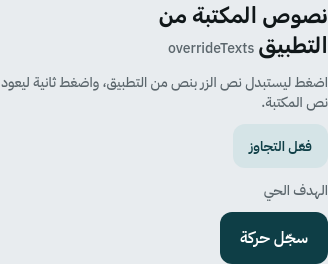 نصوص المكتبة من
التطبيق overrideTexts
اضغط ليستبدل نص الزر بنص من التطبيق، واضغط ثانية ليعود
نص المكتبة.
فعّل التجاوز
الهدف الحي
سجّل حركة